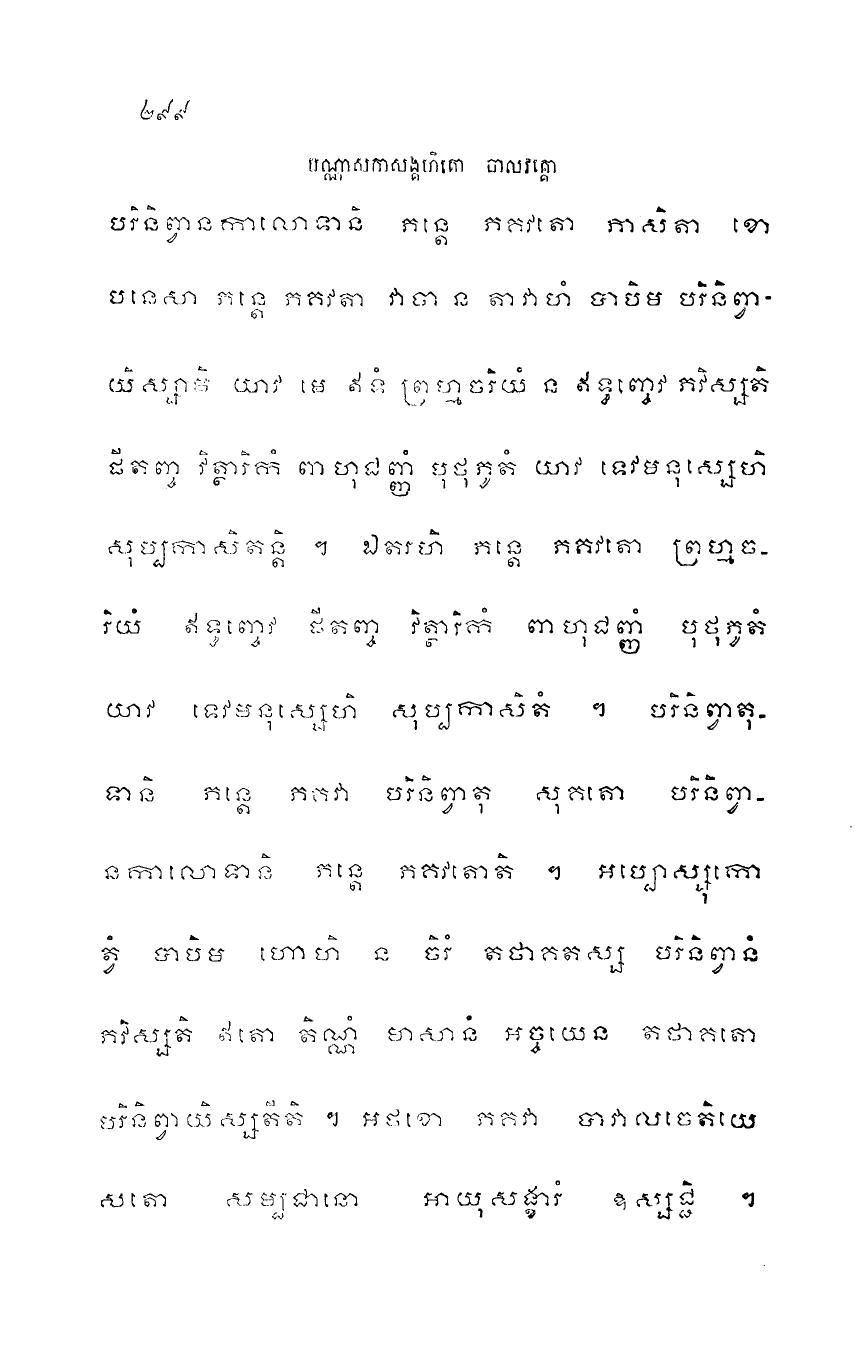 ២៩៩
បណ្ណាសកាសង្គហិតោ ចាលវគ្គោ
បរិនិព្វានកាលោទានិ ភន្តេ ភគវតោ ភាសិតា ខោ
បនេសា ភន្តេ ភគវតា វាចា ន តាវាហំ បាបិម បរិនិព្វា-
យិស្សាមិ យាវ មេ ឥទំ ព្រហ្មចរិយំ ន ឥទ្ធញ្ចេវ ភវិស្សតិ
ផីតញ្ច វិត្ថារិកំ ពាហុជញ្ញំ បុថុភូតំ យាវ ទេវមនុស្សេហិ
សុប្បកាសិតន្តិ ។ ឯតរហិ ភន្តេ ភគវតោ ព្រហ្មច-
រិយំ ឥទ្ធញ្ចេវ ផីតញ្ច វិត្ថារិកំ ពាហុជញ្ញំ បុថុភូតំ
យាវ ទេវមនុស្សេហិ សុប្បកាសិតំ ។ បរិនិព្វាតុ-
ទានិ ភន្តេ ភគវា បរិនិព្វាតុ សុគតោ បរិនិព្វា-
នកាលោទានិ ភន្តេ ភគវតោតិ ។ អប្បោស្សុកោ
ត្វំ បាបិម ហោហិ ន ចិរំ តថាគតស្ស បរិនិព្វានំ
ភវិស្សតិ ឥតោ តិណ្ណំ មាសានំ អច្ចយេន តថាគតោ
បរិនិព្វាយិស្សតីតិ ។ អថខោ ភគវា ចាវាលចេតិយេ
សតោ សម្បជានោ អាយុសង្ខារំ ឧស្សជ្ជិ ។